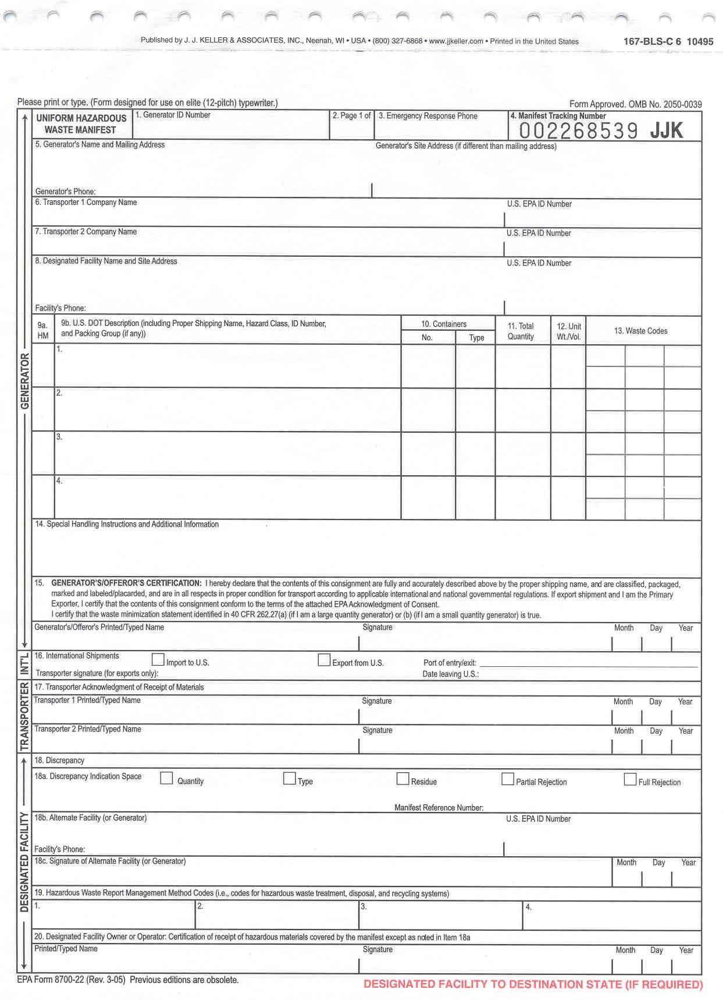 Published by J. J. KELLER & ASSOCIATES, INC., Neenah, WI • USA • (800) 327-6868 • www.jjkeller.com • Printed in the United States 167-BLS-C 6 10495
Please print or type. (Form designed for use on elite (12-pitch) typewriter.) Form Approved. OMB No. 2050-0039
UNIFORM HAZARDOUS WASTE MANIFEST
1. Generator ID Number
2. Page 1 of
3. Emergency Response Phone
4. Manifest Tracking Number
002268539 JJK
5. Generator's Name and Mailing Address
Generator's Site Address (if different than mailing address)
Generator's Phone:
6. Transporter 1 Company Name
U.S. EPA ID Number
7. Transporter 2 Company Name
U.S. EPA ID Number
8. Designated Facility Name and Site Address
U.S. EPA ID Number
Facility's Phone:
9a. HM
9b. U.S. DOT Description (including Proper Shipping Name, Hazard Class, ID Number,
and Packing Group (if any))
10. Containers
No.
Type
11. Total Quantity
12. Unit Wt./Vol.
13. Waste Codes
1.
2.
3.
4.
GENERATOR
14. Special Handling Instructions and Additional Information
15. GENERATOR'S/OFFEROR'S CERTIFICATION: I hereby declare that the contents of this consignment are fully and accurately described above by the proper shipping name, and are classified, packaged,
marked and labeled/placarded, and are in all respects in proper condition for transport according to applicable international and national governmental regulations. If export shipment and I am the Primary
Exporter, I certify that the contents of this consignment conform to the terms of the attached EPA Acknowledgment of Consent.
I certify that the waste minimization statement identified in 40 CFR 262.27(a) (if I am a large quantity generator) or (b) (if I am a small quantity generator) is true.
Generator's/Offeror's Printed/Typed Name Signature Month Day Year
INT'L
16. International Shipments Import to U.S. Export from U.S. Port of entry/exit:
Transporter signature (for exports only): Date leaving U.S.:
TRANSPORTER
17. Transporter Acknowledgment of Receipt of Materials
Transporter 1 Printed/Typed Name Signature Month Day Year
Transporter 2 Printed/Typed Name Signature Month Day Year
DESIGNATED FACILITY
18. Discrepancy
18a. Discrepancy Indication Space Quantity Type Residue Partial Rejection Full Rejection
Manifest Reference Number:
18b. Alternate Facility (or Generator) U.S. EPA ID Number
Facility's Phone:
18c. Signature of Alternate Facility (or Generator) Month Day Year
19. Hazardous Waste Report Management Method Codes (i.e., codes for hazardous waste treatment, disposal, and recycling systems)
1. 2. 3. 4.
20. Designated Facility Owner or Operator: Certification of receipt of hazardous materials covered by the manifest except as noted in Item 18a
Printed/Typed Name Signature Month Day Year
EPA Form 8700-22 (Rev. 3-05) Previous editions are obsolete.
DESIGNATED FACILITY TO DESTINATION STATE (IF REQUIRED)